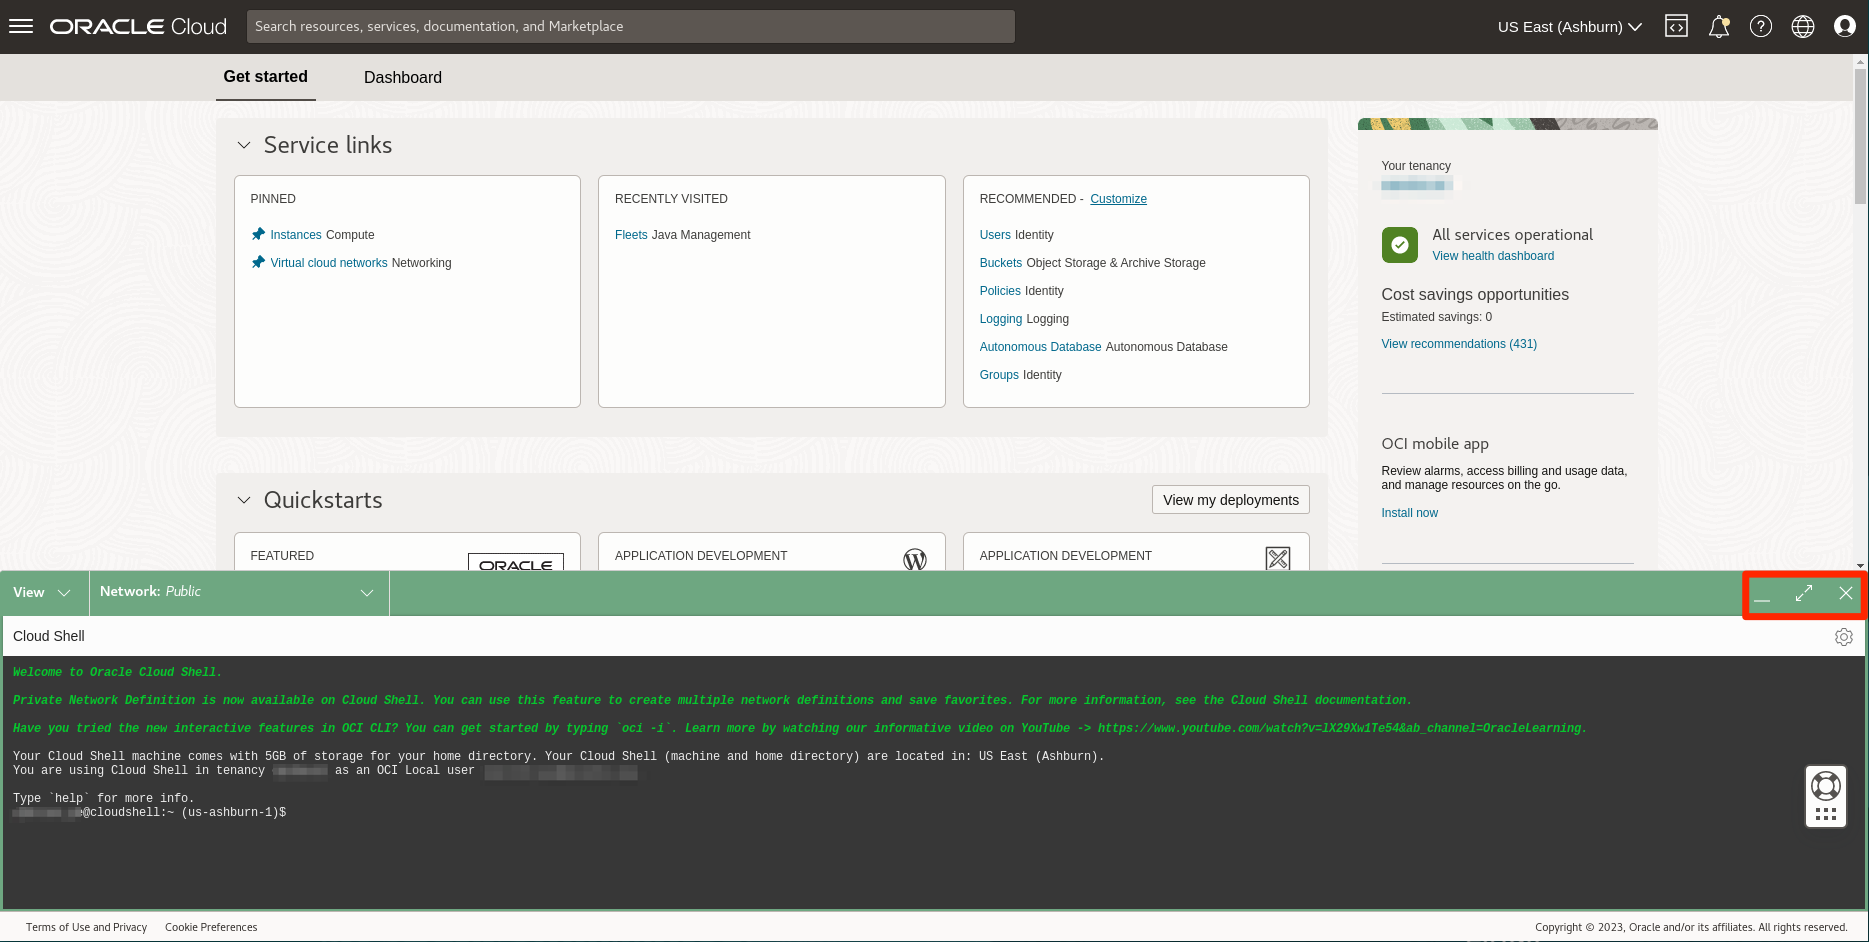 ORACLE Cloud
Search resources, services, documentation, and Marketplace
US East (Ashburn)
Get started
Dashboard
Service links
PINNED
Instances Compute
Virtual cloud networks Networking
RECENTLY VISITED
Fleets Java Management
RECOMMENDED - Customize
Users Identity
Buckets Object Storage & Archive Storage
Policies Identity
Logging Logging
Autonomous Database Autonomous Database
Groups Identity
Your tenancy
All services operational
View health dashboard
Cost savings opportunities
Estimated savings: 0
View recommendations (431)
OCI mobile app
Review alarms, access billing and usage data,
and manage resources on the go.
Install now
Quickstarts
View my deployments
FEATURED
ORACLE
APPLICATION DEVELOPMENT
APPLICATION DEVELOPMENT
View
Network: Public
Cloud Shell
Welcome to Oracle Cloud Shell.
Private Network Definition is now available on Cloud Shell. You can use this feature to create multiple network definitions and save favorites. For more information, see the Cloud Shell documentation.
Have you tried the new interactive features in OCI CLI? You can get started by typing `oci -i`. Learn more by watching our informative video on YouTube -> https://www.youtube.com/watch?v=lX29Xw1Te54&ab_channel=OracleLearning.
Your Cloud Shell machine comes with 5GB of storage for your home directory. Your Cloud Shell (machine and home directory) are located in: US East (Ashburn).
You are using Cloud Shell in tenancy as an OCI Local user
Type `help` for more info.
@cloudshell:~ (us-ashburn-1)$
Terms of Use and Privacy
Cookie Preferences
Copyright © 2023, Oracle and/or its affiliates. All rights reserved.